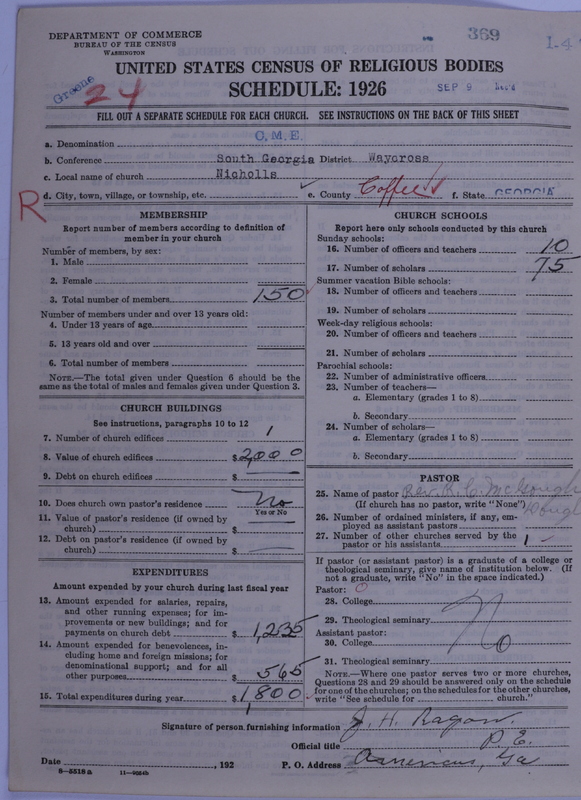 DEPARTMENT OF COMMERCE
BUREAU OF THE CENSUS
WASHINGTON
369
1-4
UNITED STATES CENSUS OF RELIGIOUS BODIES
Greene
24
SCHEDULE: 1926
SEP 9
FILL OUT A SEPARATE SCHEDULE FOR EACH CHURCH. SEE INSTRUCTIONS ON THE BACK OF THIS SHEET
a. Denomination C. M. E.
b. Conference South Georgia District Waycross
c. Local name of church Nicholls
R
d. City, town, village, or township, etc. e. County Coffee f. State GEORGIA
MEMBERSHIP
Report number of members according to definition of
member in your church
Number of members, by sex:
1. Male
2. Female
3. Total number of members 150
Number of members under and over 13 years old:
4. Under 13 years of age
5. 13 years old and over
6. Total number of members
NOTE.—The total given under Question 6 should be the
same as the total of males and females given under Question 3.
CHURCH BUILDINGS
See instructions, paragraphs 10 to 12
7. Number of church edifices 1
8. Value of church edifices $2,000
9. Debt on church edifices $ —
10. Does church own pastor's residence No
Yes or No
11. Value of pastor's residence (if owned by
church) $
12. Debt on pastor's residence (if owned by
church) $ —
EXPENDITURES
Amount expended by your church during last fiscal year
13. Amount expended for salaries, repairs,
and other running expenses; for im-
provements or new buildings; and for
payments on church debt $ 1,235
14. Amount expended for benevolences, in-
cluding home and foreign missions; for
denominational support; and for all
other purposes $ 565
15. Total expenditures during year $1,800
CHURCH SCHOOLS
Report here only schools conducted by this church
Sunday schools:
16. Number of officers and teachers 10
17. Number of scholars 75
Summer vacation Bible schools:
18. Number of officers and teachers
19. Number of scholars
Week-day religious schools:
20. Number of officers and teachers
21. Number of scholars
Parochial schools:
22. Number of administrative officers
23. Number of teachers—
a. Elementary (grades 1 to 8)
b. Secondary
24. Number of scholars—
a. Elementary (grades 1 to 8)
b. Secondary
PASTOR
25. Name of pastor Rev. R. C.
(If church has no pastor, write "None")
26. Number of ordained ministers, if any, em-
ployed as assistant pastors
27. Number of other churches served by the
pastor or his assistants 1
If pastor (or assistant pastor) is a graduate of a college or
theological seminary, give name of institution below. (If
not a graduate, write "No" in the space indicated.)
Pastor: 0
28. College
29. Theological seminary No
Assistant pastor:
30. College
31. Theological seminary
NOTE.—Where one pastor serves two or more churches,
Questions 28 and 29 should be answered only on the schedule
for one of the churches; on the schedules for the other churches,
write "See schedule for church."
Signature of person furnishing information J. H. Ragan.
Official title P. E.
Date , 192 P. O. Address Americus, Ga
8-5518a